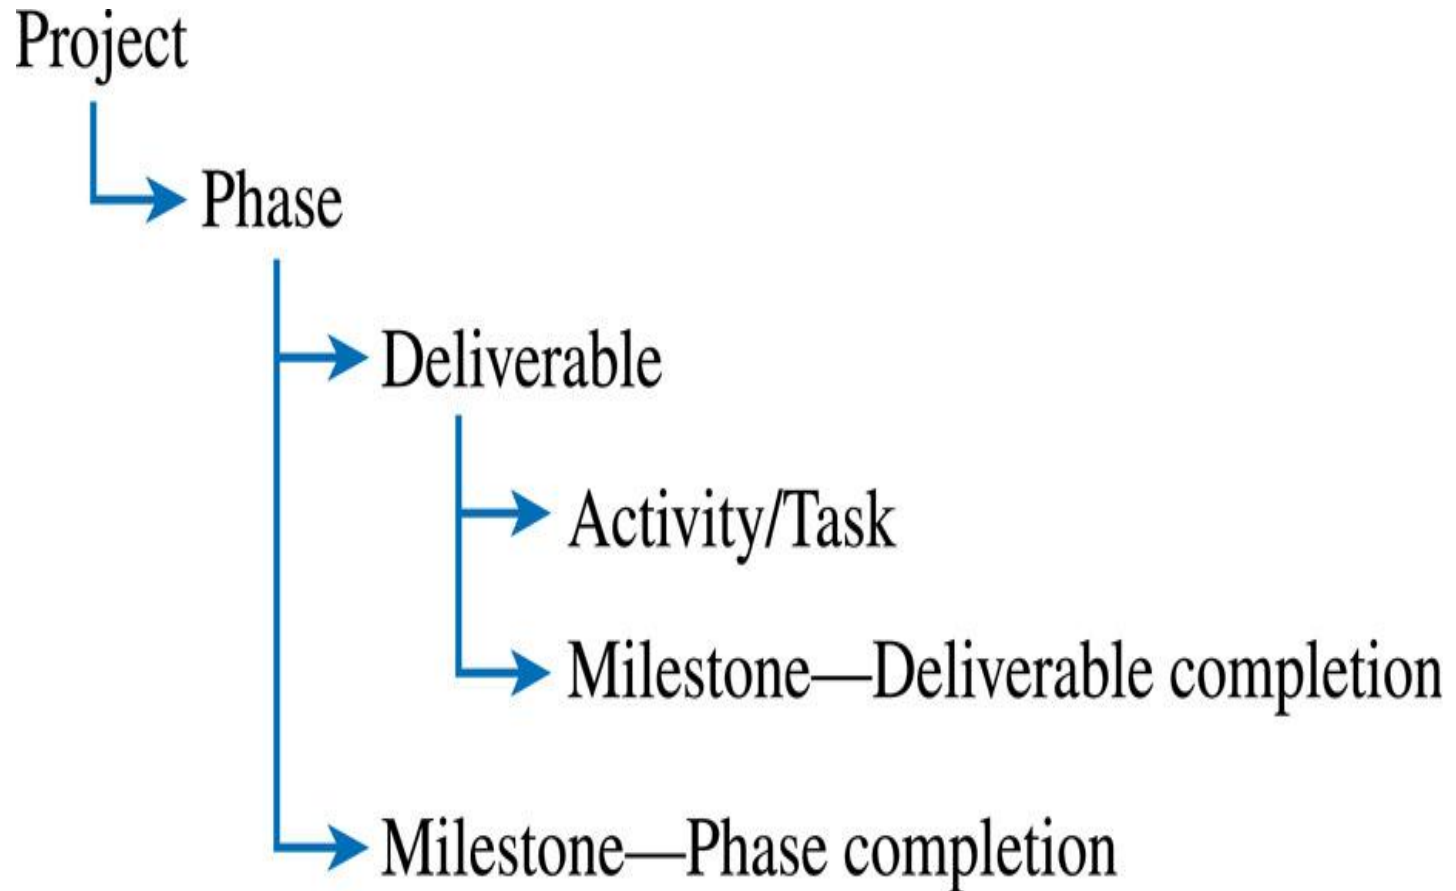 Project
Phase
Deliverable
Activity/Task
Milestone—Deliverable completion
Milestone—Phase completion